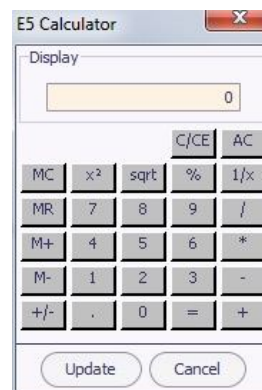 E5 Calculator X
Display
0
C/CE AC
MC x² sqrt % 1/x
MR 7 8 9 /
M+ 4 5 6 *
M- 1 2 3 -
+/- . 0 = +
Update Cancel